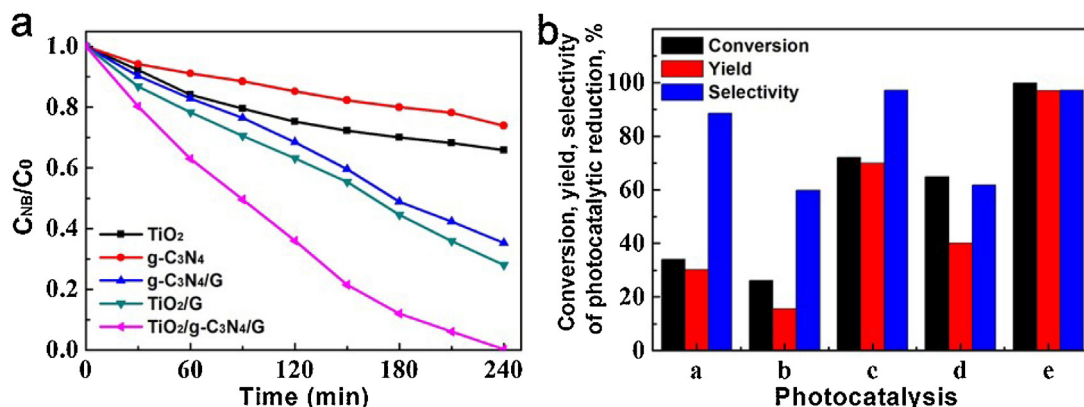 a
C_NB/C_0
1.0
0.8
0.6
0.4
0.2
0.0
TiO₂
g-C₃N₄
g-C₃N₄/G
TiO₂/G
TiO₂/g-C₃N₄/G
0 60 120 180 240
Time (min)
b
Conversion, yield, selectivity
of photocatalytic reduction, %
100
80
60
40
20
0
Conversion
Yield
Selectivity
a b c d e
Photocatalysis